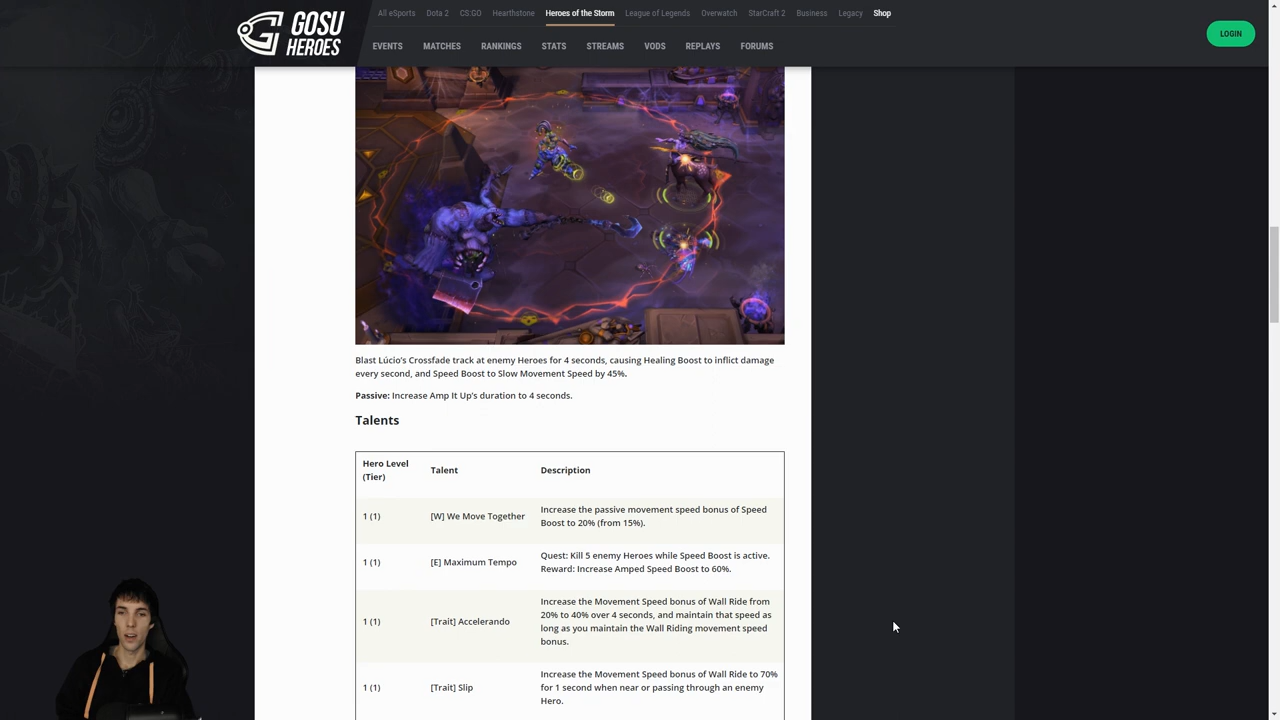 GOSU
HEROES
All eSports Dota 2 CS:GO Hearthstone Heroes of the Storm League of Legends Overwatch StarCraft 2 Business Legacy Shop
EVENTS MATCHES RANKINGS STATS STREAMS VODS REPLAYS FORUMS
LOGIN
Blast Lúcio's Crossfade track at enemy Heroes for 4 seconds, causing Healing Boost to inflict damage
every second, and Speed Boost to Slow Movement Speed by 45%.
Passive: Increase Amp It Up's duration to 4 seconds.
Talents
Hero Level
(Tier)
Talent
Description
1 (1)
[W] We Move Together
Increase the passive movement speed bonus of Speed
Boost to 20% (from 15%).
1 (1)
[E] Maximum Tempo
Quest: Kill 5 enemy Heroes while Speed Boost is active.
Reward: Increase Amped Speed Boost to 60%.
1 (1)
[Trait] Accelerando
Increase the Movement Speed bonus of Wall Ride from
20% to 40% over 4 seconds, and maintain that speed as
long as you maintain the Wall Riding movement speed
bonus.
1 (1)
[Trait] Slip
Increase the Movement Speed bonus of Wall Ride to 70%
for 1 second when near or passing through an enemy
Hero.